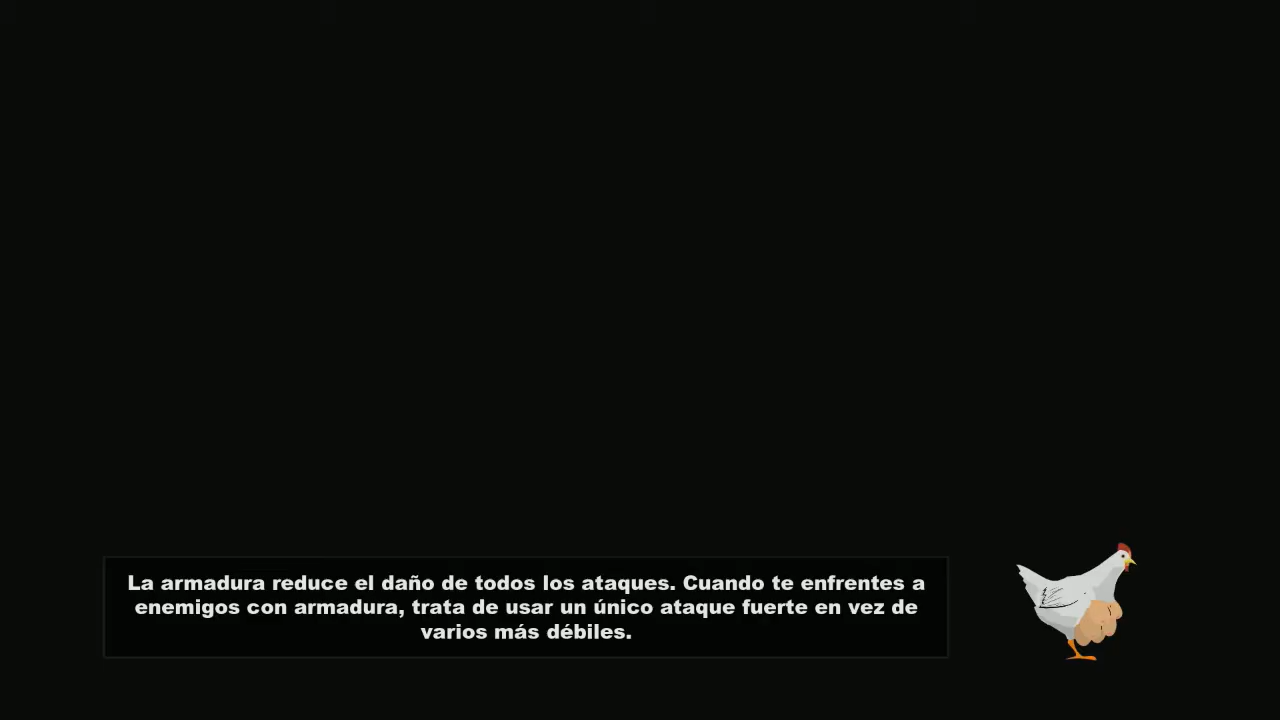 La armadura reduce el daño de todos los ataques. Cuando te enfrentes a
enemigos con armadura, trata de usar un único ataque fuerte en vez de
varios más débiles.